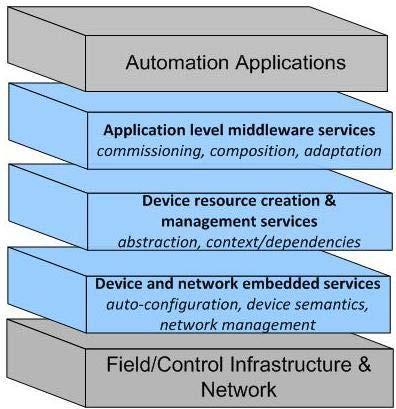 Automation Applications
Application level middleware services
commissioning, composition, adaptation
Device resource creation &
management services
abstraction, context/dependencies
Device and network embedded services
auto-configuration, device semantics,
network management
Field/Control Infrastructure &
Network